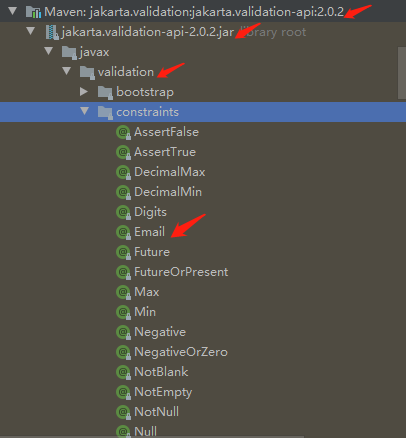 Maven: jakarta.validation:jakarta.validation-api:2.0.2
jakarta.validation-api-2.0.2.jar library root
javax
validation
bootstrap
constraints
AssertFalse
AssertTrue
DecimalMax
DecimalMin
Digits
Email
Future
FutureOrPresent
Max
Min
Negative
NegativeOrZero
NotBlank
NotEmpty
NotNull
Null